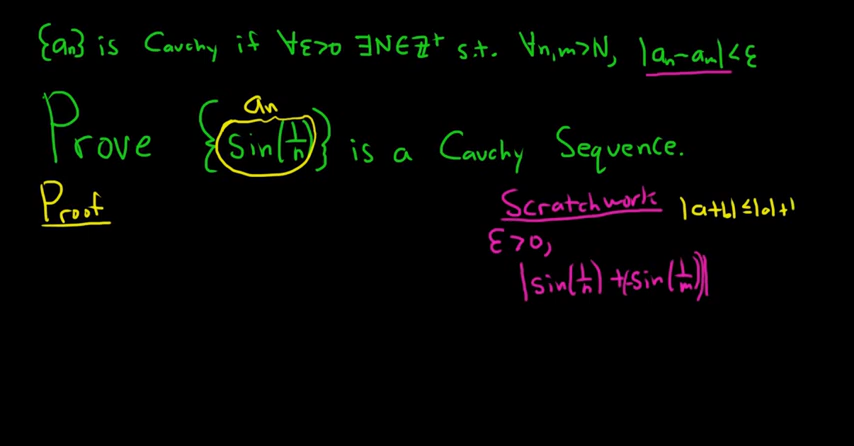 {an} is Cauchy if ∀ε>0 ∃N∈ℤ⁺ s.t. ∀n,m>N, |an-am|<ε
an
Prove {sin(1/n)} is a Cauchy Sequence.
Proof
Scratchwork |a+b|≤|a|+|
ε>0,
|sin(1/n)+(-sin(1/m))|